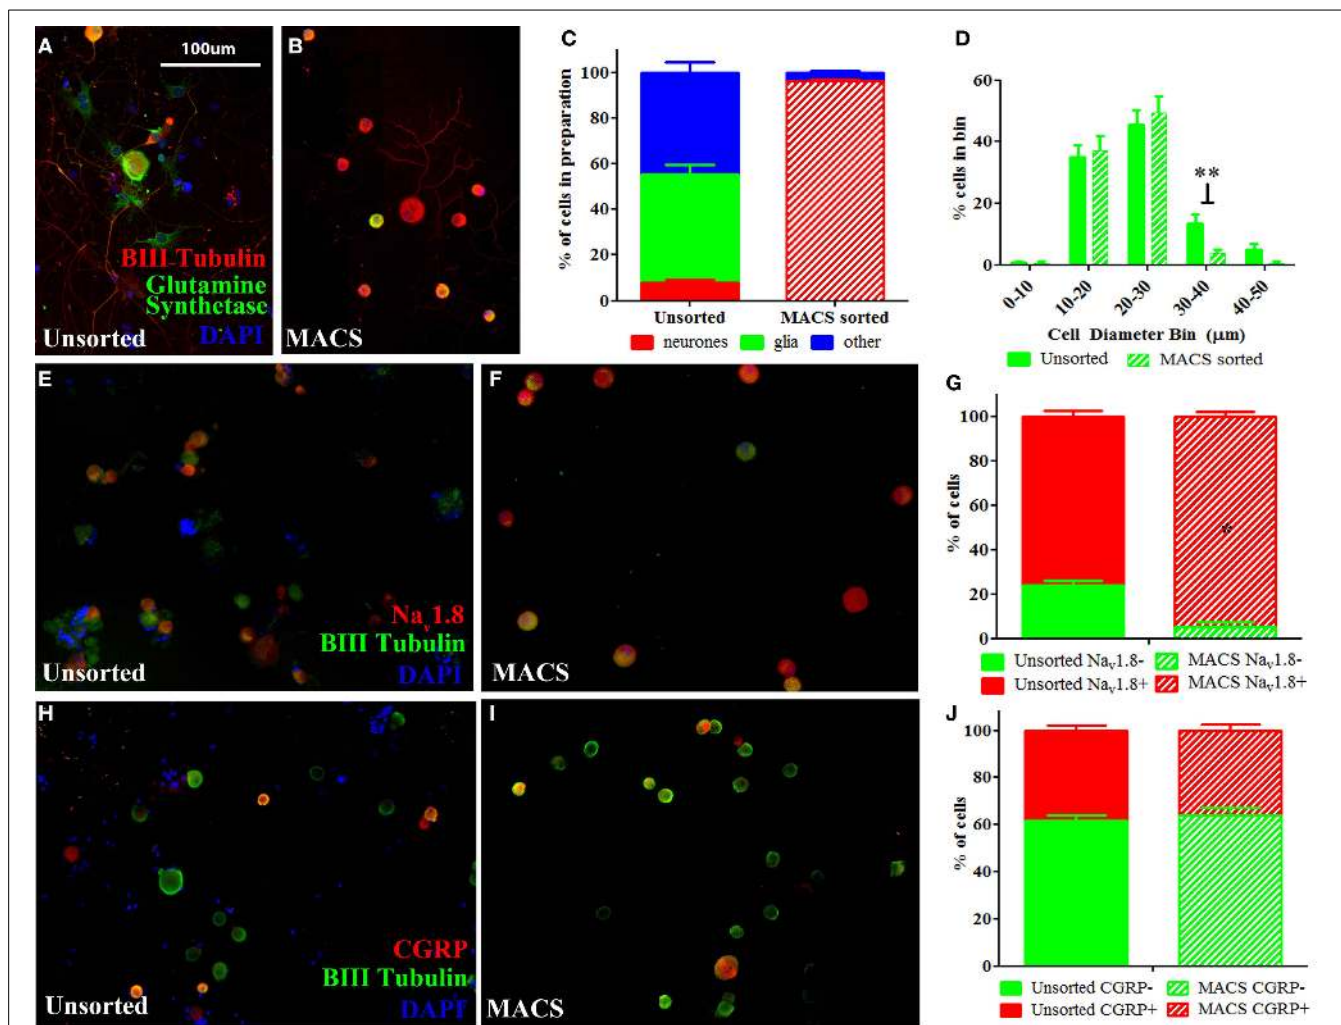 A
100um
BIII-Tubulin
Glutamine
Synthetase
Unsorted
DAPI
B
MACS
C
% of cells in preparation
100
80
60
40
20
0
Unsorted
MACS sorted
neurones
glia
other
D
% cells in bin
60
40
20
0
**
0-10
10-20
20-30
30-40
40-50
Cell Diameter Bin (μm)
Unsorted
MACS sorted
E
Nav1.8
BIII Tubulin
Unsorted
DAPI
F
MACS
G
% of cells
100
80
60
40
20
0
*
Unsorted Nav1.8-
MACS Nav1.8-
Unsorted Nav1.8+
MACS Nav1.8+
H
CGRP
BIII Tubulin
Unsorted
DAPI
I
MACS
J
% of cells
100
80
60
40
20
0
Unsorted CGRP-
MACS CGRP-
Unsorted CGRP+
MACS CGRP+